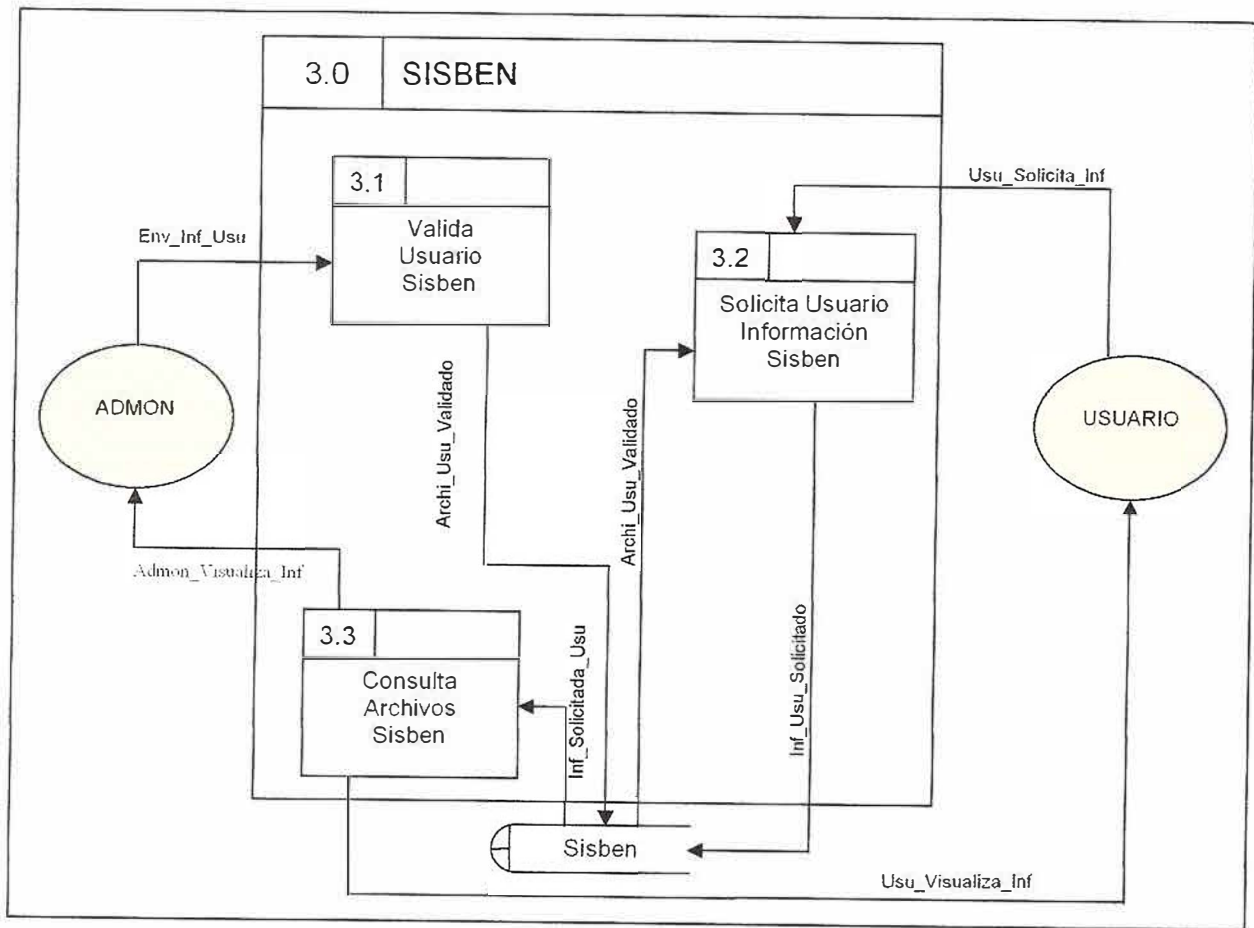 3.0 SISBEN
3.1
Valida
Usuario
Sisben
Usu_Solicita_Inf
Env_Inf_Usu
3.2
Solicita Usuario
Información
Sisben
ADMON
USUARIO
Archi_Usu_Validado
Archi_Usu_Validado
Admon_Visualiza_Inf
3.3
Consulta
Archivos
Sisben
Inf_Solicitada_Usu
Inf_Usu_Solicitado
Sisben
Usu_Visualiza_Inf